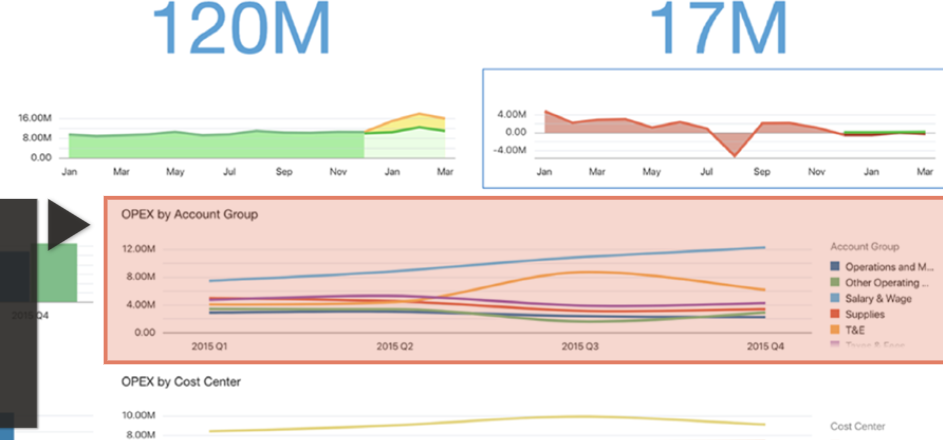 120M
17M
16.00M
8.00M
0.00
Jan Mar May Jul Sep Nov Jan Mar
4.00M
0.00
-4.00M
Jan Mar May Jul Sep Nov Jan Mar
2015 Q4
OPEX by Account Group
12.00M
8.00M
4.00M
0.00
2015 Q1 2015 Q2 2015 Q3 2015 Q4
Account Group
Operations and M...
Other Operating ...
Salary & Wage
Supplies
T&E
Taxes & Fees
OPEX by Cost Center
10.00M
8.00M
Cost Center